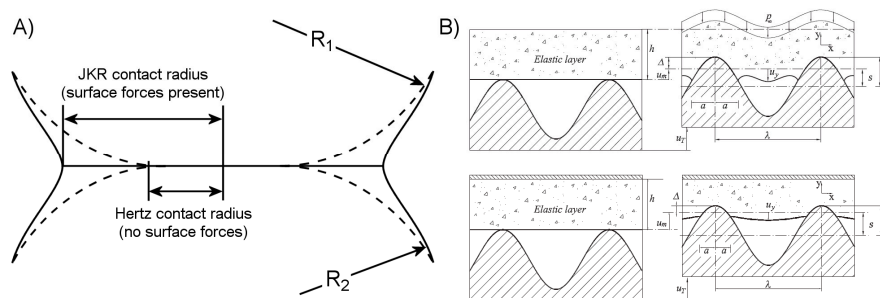 A)
R1
JKR contact radius
(surface forces present)
Hertz contact radius
(no surface forces)
R2
B)
Elastic layer
h
p∞
y
x
Δ
um
uy
s
a a
uT
λ
Elastic layer
h
y
x
Δ
um
uy
s
a a
uT
λ